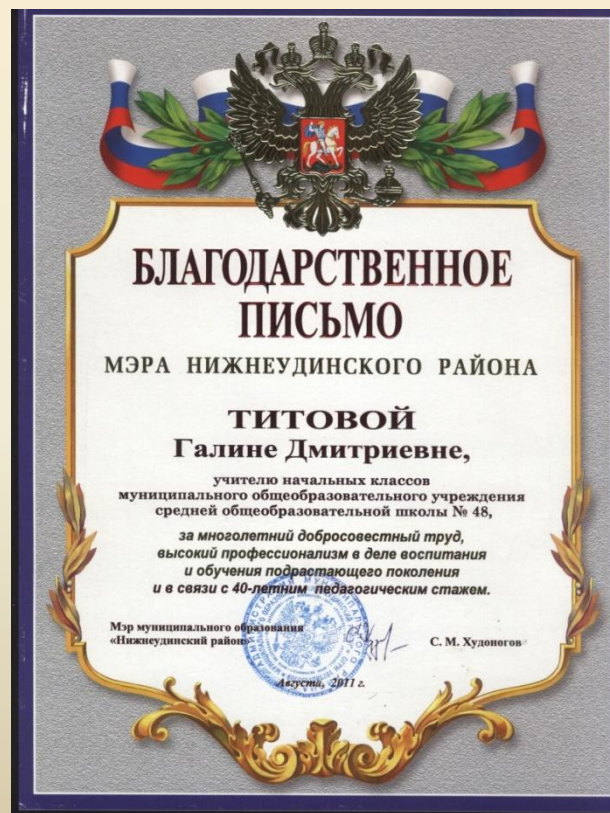 БЛАГОДАРСТВЕННОЕ
ПИСЬМО
МЭРА НИЖНЕУДИНСКОГО РАЙОНА
ТИТОВОЙ
Галине Дмитриевне,
учителю начальных классов
муниципального общеобразовательного учреждения
средней общеобразовательной школы № 48,
за многолетний добросовестный труд,
высокий профессионализм в деле воспитания
и обучения подрастающего поколения
и в связи с 40-летним педагогическим стажем.
Мэр муниципального образования
«Нижнеудинский район»
С. М. Худоногов
Августа, 2011 г.